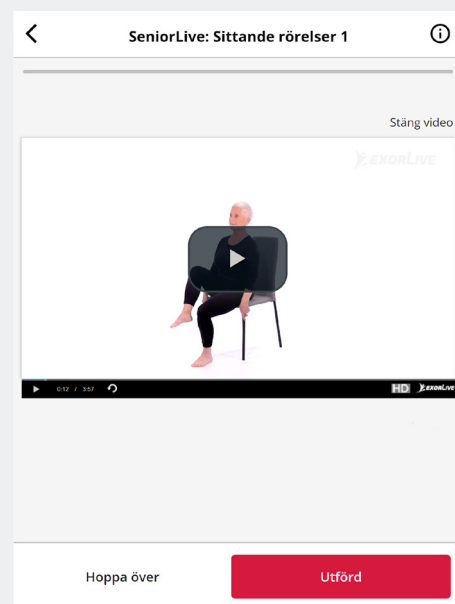 SeniorLive: Sittande rörelser 1
Stäng video
EXORLIVE
0:12 / 3:57
HD EXORLIVE
Hoppa över
Utförd